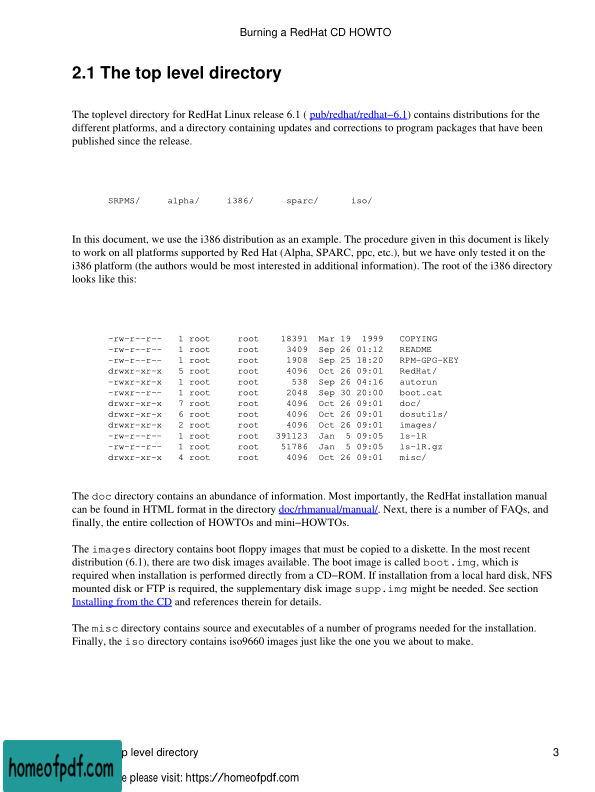 Burning a RedHat CD HOWTO
2.1 The top level directory
The toplevel directory for RedHat Linux release 6.1 ( pub/redhat/redhat−6.1) contains distributions for the
different platforms, and a directory containing updates and corrections to program packages that have been
published since the release.
SRPMS/ alpha/ i386/ sparc/ iso/
In this document, we use the i386 distribution as an example. The procedure given in this document is likely
to work on all platforms supported by Red Hat (Alpha, SPARC, ppc, etc.), but we have only tested it on the
i386 platform (the authors would be most interested in additional information). The root of the i386 directory
looks like this:
−rw−r−−r−− 1 root root 18391 Mar 19 1999 COPYING
−rw−r−−r−− 1 root root 3409 Sep 26 01:12 README
−rw−r−−r−− 1 root root 1908 Sep 25 18:20 RPM−GPG−KEY
drwxr−xr−x 5 root root 4096 Oct 26 09:01 RedHat/
−rwxr−xr−x 1 root root 538 Sep 26 04:16 autorun
−rwxr−−r−− 1 root root 2048 Sep 30 20:00 boot.cat
drwxr−xr−x 7 root root 4096 Oct 26 09:01 doc/
drwxr−xr−x 6 root root 4096 Oct 26 09:01 dosutils/
drwxr−xr−x 2 root root 4096 Oct 26 09:01 images/
−rw−r−−r−− 1 root root 391123 Jan 5 09:05 ls−lR
−rw−r−−r−− 1 root root 51786 Jan 5 09:05 ls−lR.gz
drwxr−xr−x 4 root root 4096 Oct 26 09:01 misc/
The doc directory contains an abundance of information. Most importantly, the RedHat installation manual
can be found in HTML format in the directory doc/rhmanual/manual/. Next, there is a number of FAQs, and
finally, the entire collection of HOWTOs and mini−HOWTOs.
The images directory contains boot floppy images that must be copied to a diskette. In the most recent
distribution (6.1), there are two disk images available. The boot image is called boot.img, which is
required when installation is performed directly from a CD−ROM. If installation from a local hard disk, NFS
mounted disk or FTP is required, the supplementary disk image supp.img might be needed. See section
Installing from the CD and references therein for details.
The misc directory contains source and executables of a number of programs needed for the installation.
Finally, the iso directory contains iso9660 images just like the one you we about to make.
p level directory 3
homeofpdf.com
e please visit: https://homeofpdf.com